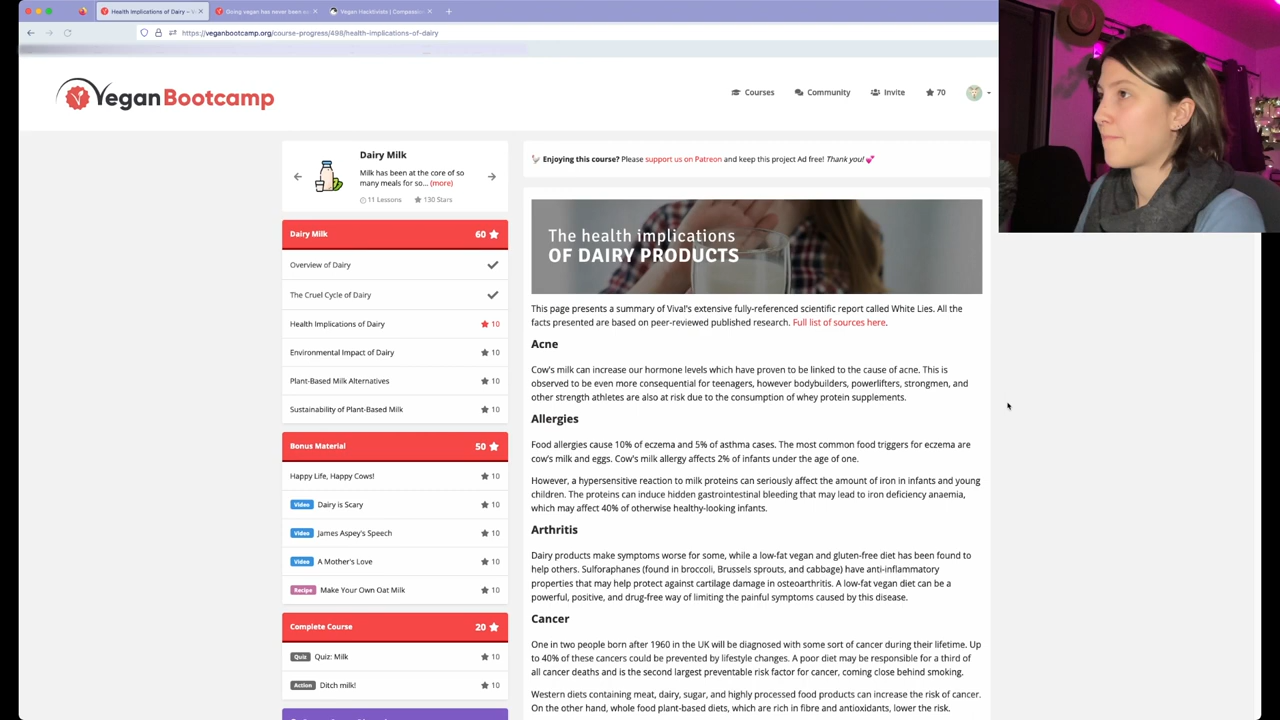 Health Implications of Dairy – V
Going vegan has never been
Vegan Hacktivists | Compassion
https://veganbootcamp.org/course-progress/498/health-implications-of-dairy
Vegan Bootcamp
Courses
Community
Invite
70
Dairy Milk
Milk has been at the core of so
many meals for so... (more)
11 Lessons
130 Stars
Dairy Milk
60
Overview of Dairy
The Cruel Cycle of Dairy
Health Implications of Dairy
10
Environmental Impact of Dairy
10
Plant-Based Milk Alternatives
10
Sustainability of Plant-Based Milk
10
Bonus Material
50
Happy Life, Happy Cows!
10
Video Dairy is Scary
10
Video James Aspey's Speech
10
Video A Mother's Love
10
Recipe Make Your Own Oat Milk
10
Complete Course
20
Quiz Quiz: Milk
10
Action Ditch milk!
10
Enjoying this course? Please support us on Patreon and keep this project Ad free! Thank you!
The health implications
OF DAIRY PRODUCTS
This page presents a summary of Viva!'s extensive fully-referenced scientific report called White Lies. All the
facts presented are based on peer-reviewed published research. Full list of sources here.
Acne
Cow's milk can increase our hormone levels which have proven to be linked to the cause of acne. This is
observed to be even more consequential for teenagers, however bodybuilders, powerlifters, strongmen, and
other strength athletes are also at risk due to the consumption of whey protein supplements.
Allergies
Food allergies cause 10% of eczema and 5% of asthma cases. The most common food triggers for eczema are
cow's milk and eggs. Cow's milk allergy affects 2% of infants under the age of one.
However, a hypersensitive reaction to milk proteins can seriously affect the amount of iron in infants and young
children. The proteins can induce hidden gastrointestinal bleeding that may lead to iron deficiency anaemia,
which may affect 40% of otherwise healthy-looking infants.
Arthritis
Dairy products make symptoms worse for some, while a low-fat vegan and gluten-free diet has been found to
help others. Sulforaphanes (found in broccoli, Brussels sprouts, and cabbage) have anti-inflammatory
properties that may help protect against cartilage damage in osteoarthritis. A low-fat vegan diet can be a
powerful, positive, and drug-free way of limiting the painful symptoms caused by this disease.
Cancer
One in two people born after 1960 in the UK will be diagnosed with some sort of cancer during their lifetime. Up
to 40% of these cancers could be prevented by lifestyle changes. A poor diet may be responsible for a third of
all cancer deaths and is the second largest preventable risk factor for cancer, coming close behind smoking.
Western diets containing meat, dairy, sugar, and highly processed food products can increase the risk of cancer.
On the other hand, whole food plant-based diets, which are rich in fibre and antioxidants, lower the risk.